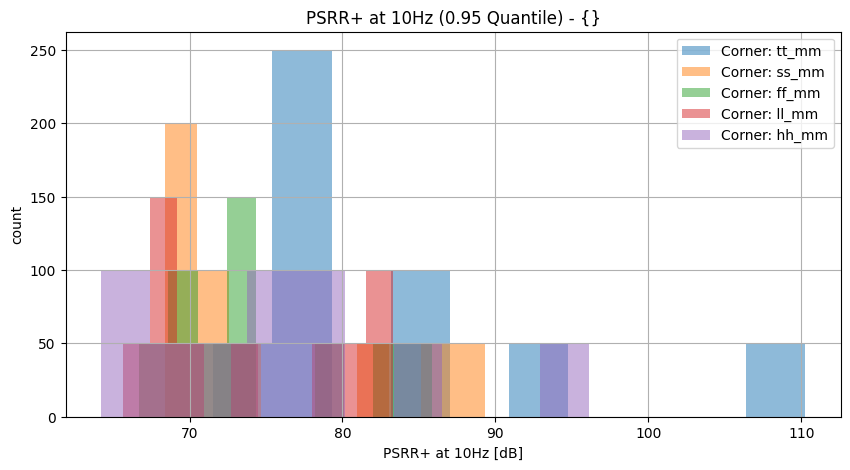 PSRR+ at 10Hz (0.95 Quantile) - {}
250
200
150
100
50
0
count
Corner: tt_mm
Corner: ss_mm
Corner: ff_mm
Corner: ll_mm
Corner: hh_mm
70 80 90 100 110
PSRR+ at 10Hz [dB]